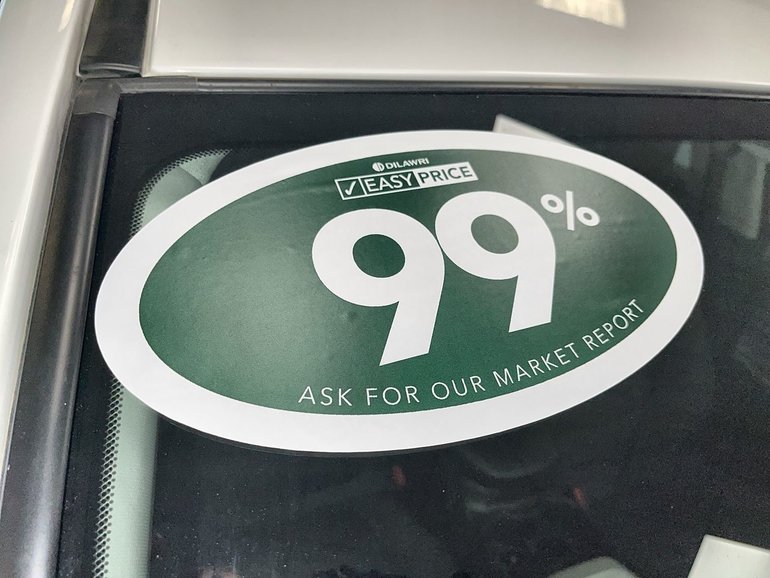 DILAWRI
✓ EASY PRICE
99%
ASK FOR OUR MARKET REPORT